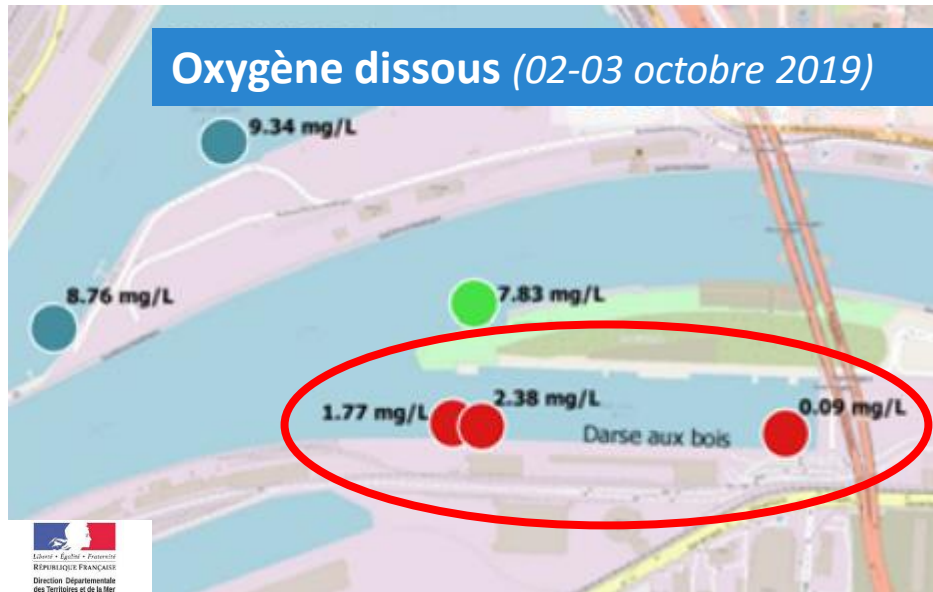 Oxygène dissous (02-03 octobre 2019)
9.34 mg/L
8.76 mg/L
7.83 mg/L
1.77 mg/L
2.38 mg/L
0.09 mg/L
Darse aux bois
Liberté • Égalité • Fraternité
RÉPUBLIQUE FRANÇAISE
Direction Départementale
des Territoires et de la Mer